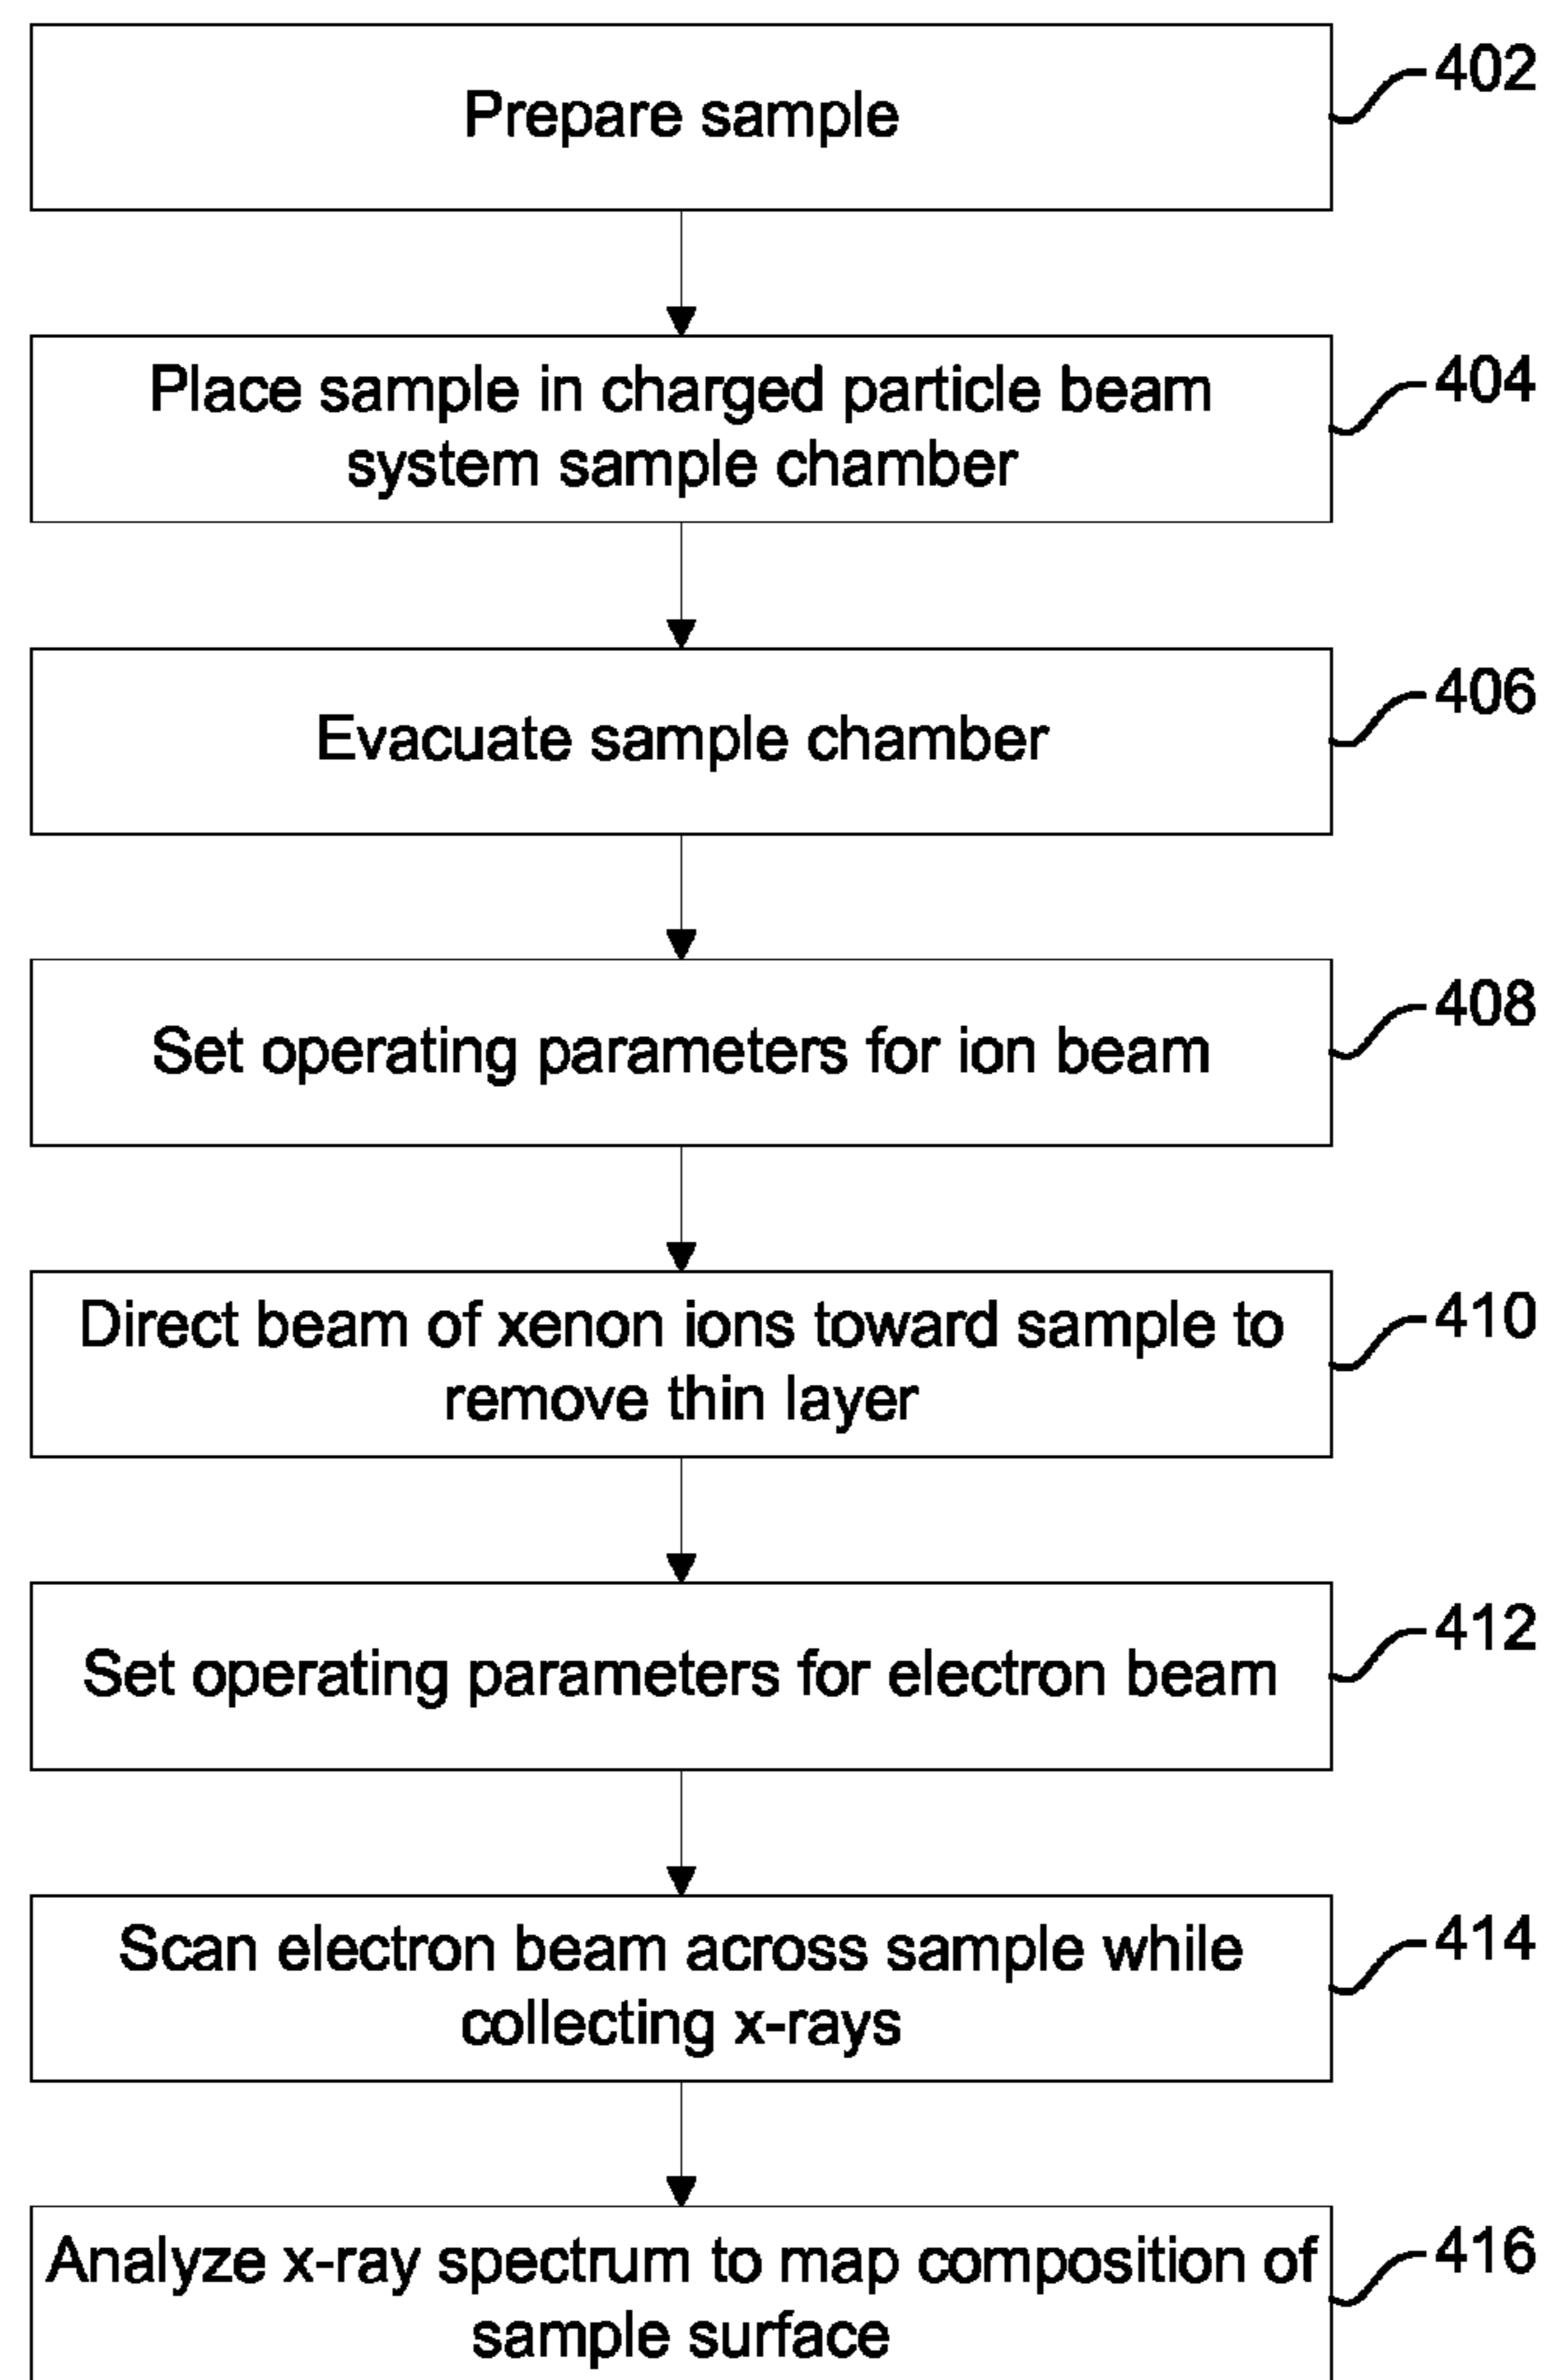 Prepare sample
402
Place sample in charged particle beam
system sample chamber
404
Evacuate sample chamber
406
Set operating parameters for ion beam
408
Direct beam of xenon ions toward sample to
remove thin layer
410
Set operating parameters for electron beam
412
Scan electron beam across sample while
collecting x-rays
414
Analyze x-ray spectrum to map composition of
sample surface
416